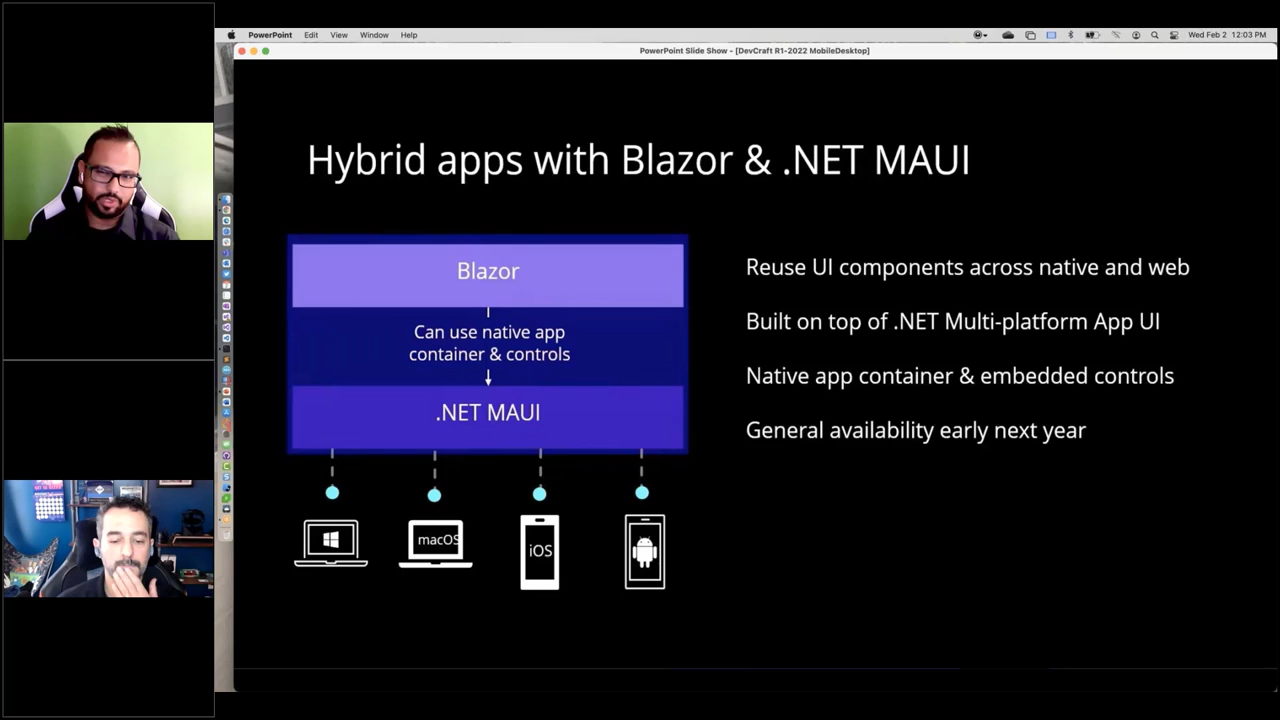 PowerPoint Edit View Window Help
Wed Feb 2 12:03 PM
PowerPoint Slide Show - [DevCraft R1-2022 MobileDesktop]
Hybrid apps with Blazor & .NET MAUI
Blazor
Can use native app
container & controls
.NET MAUI
macOS
iOS
Reuse UI components across native and web
Built on top of .NET Multi-platform App UI
Native app container & embedded controls
General availability early next year